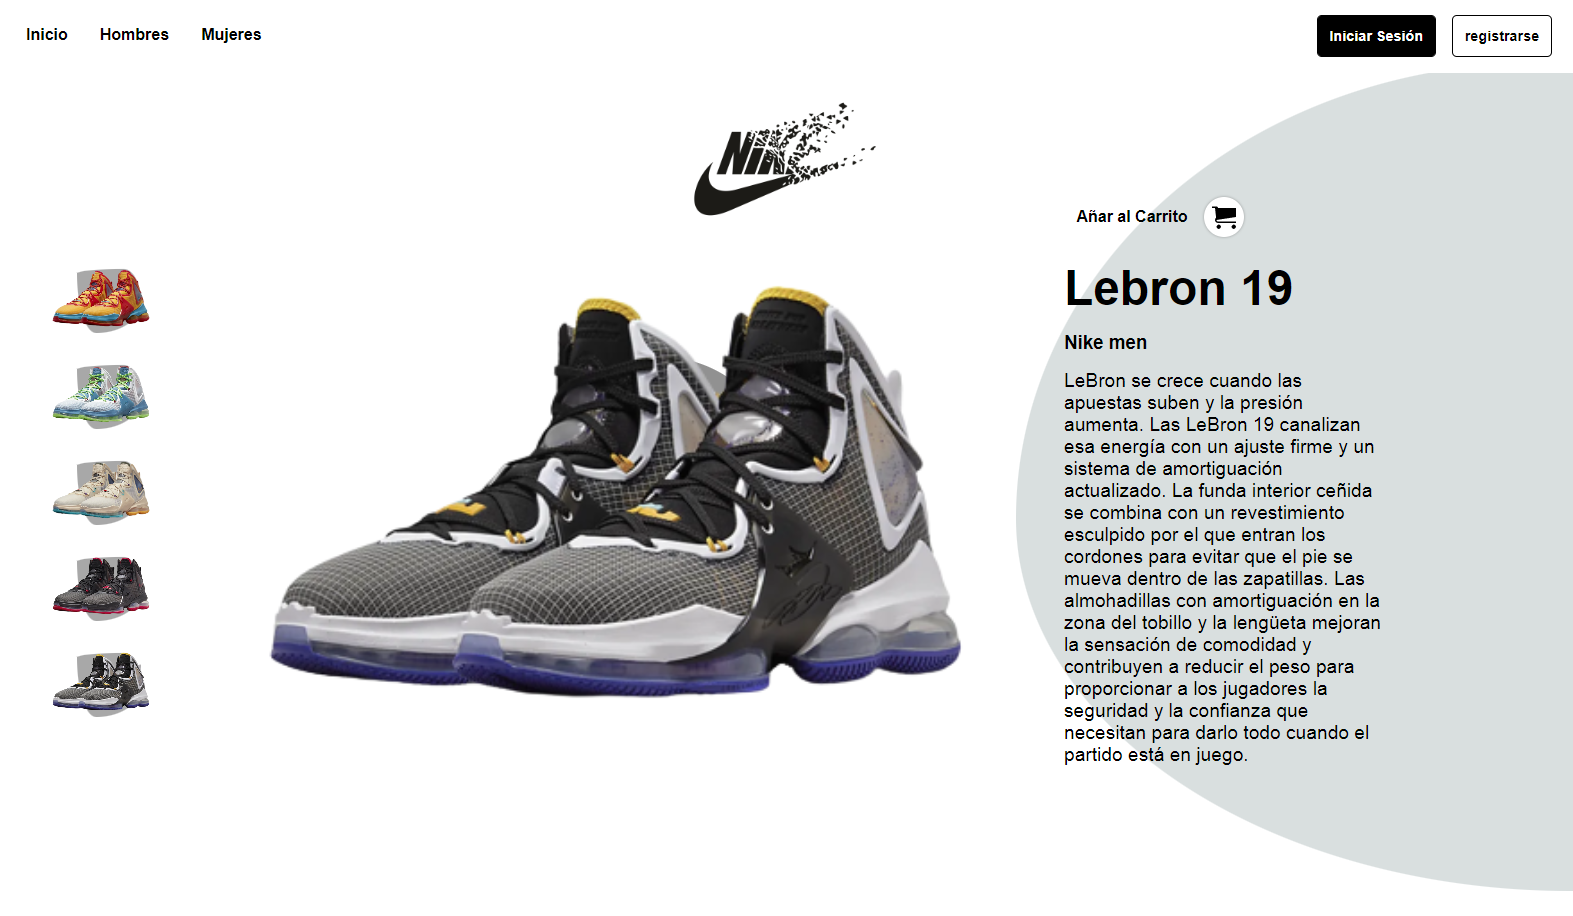 Inicio
Hombres
Mujeres
Iniciar Sesión
registrarse
NiKE
Añar al Carrito
Lebron 19
Nike men
LeBron se crece cuando las
apuestas suben y la presión
aumenta. Las LeBron 19 canalizan
esa energía con un ajuste firme y un
sistema de amortiguación
actualizado. La funda interior ceñida
se combina con un revestimiento
esculpido por el que entran los
cordones para evitar que el pie se
mueva dentro de las zapatillas. Las
almohadillas con amortiguación en la
zona del tobillo y la lengüeta mejoran
la sensación de comodidad y
contribuyen a reducir el peso para
proporcionar a los jugadores la
seguridad y la confianza que
necesitan para darlo todo cuando el
partido está en juego.